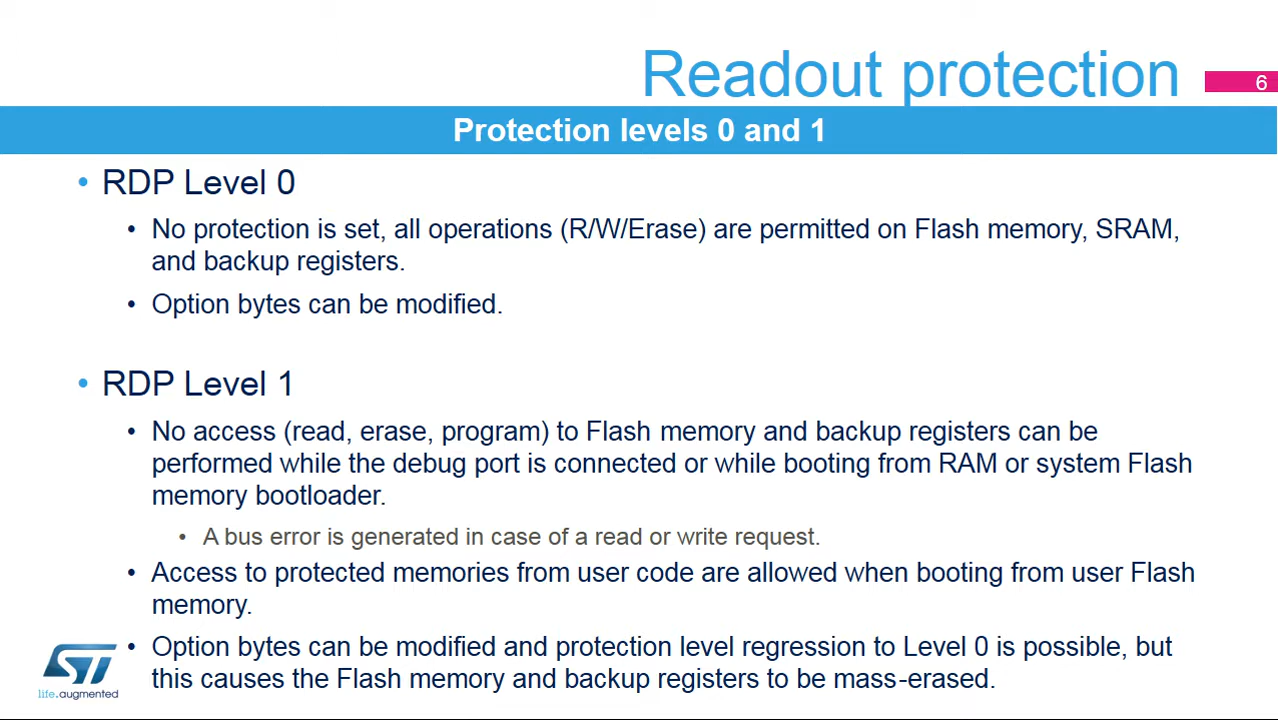 Readout protection
6
Protection levels 0 and 1
• RDP Level 0
• No protection is set, all operations (R/W/Erase) are permitted on Flash memory, SRAM,
and backup registers.
• Option bytes can be modified.
• RDP Level 1
• No access (read, erase, program) to Flash memory and backup registers can be
performed while the debug port is connected or while booting from RAM or system Flash
memory bootloader.
• A bus error is generated in case of a read or write request.
• Access to protected memories from user code are allowed when booting from user Flash
memory.
• Option bytes can be modified and protection level regression to Level 0 is possible, but
this causes the Flash memory and backup registers to be mass-erased.
ST
life.augmented